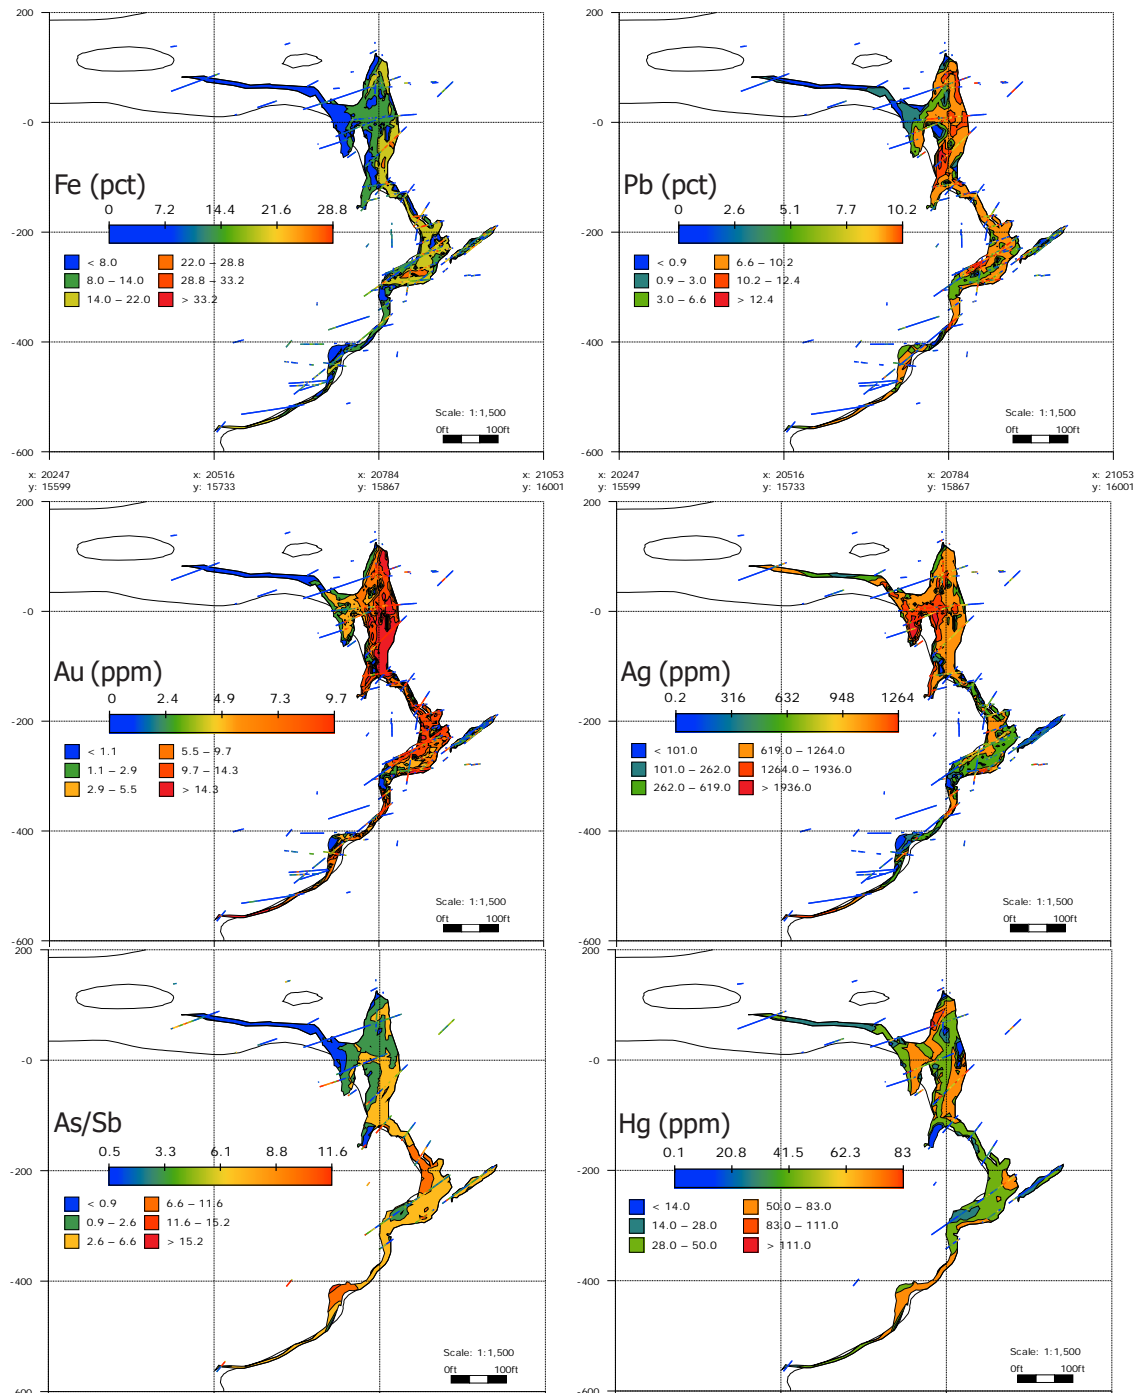 200
-0
-200
-400
-600
Fe (pct)
0 7.2 14.4 21.6 28.8
< 8.0 22.0 – 28.8
8.0 – 14.0 28.8 – 33.2
14.0 – 22.0 > 33.2
Scale: 1:1,500
0ft 100ft
200
-0
-200
-400
-600
Pb (pct)
0 2.6 5.1 7.7 10.2
< 0.9 6.6 – 10.2
0.9 – 3.0 10.2 – 12.4
3.0 – 6.6 > 12.4
Scale: 1:1,500
0ft 100ft
x: 20247 x: 20516 x: 20784 x: 21053
y: 15599 y: 15733 y: 15867 y: 16001
x: 20247 x: 20516 x: 20784 x: 21053
y: 15599 y: 15733 y: 15867 y: 16001
200
-0
-200
-400
-600
Au (ppm)
0 2.4 4.9 7.3 9.7
< 1.1 5.5 – 9.7
1.1 – 2.9 9.7 – 14.3
2.9 – 5.5 > 14.3
Scale: 1:1,500
0ft 100ft
200
-0
-200
-400
-600
Ag (ppm)
0.2 316 632 948 1264
< 101.0 619.0 – 1264.0
101.0 – 262.0 1264.0 – 1936.0
262.0 – 619.0 > 1936.0
Scale: 1:1,500
0ft 100ft
200
-0
-200
-400
-600
As/Sb
0.5 3.3 6.1 8.8 11.6
< 0.9 6.6 – 11.6
0.9 – 2.6 11.6 – 15.2
2.6 – 6.6 > 15.2
Scale: 1:1,500
0ft 100ft
200
-0
-200
-400
-600
Hg (ppm)
0.1 20.8 41.5 62.3 83
< 14.0 50.0 – 83.0
14.0 – 28.0 83.0 – 111.0
28.0 – 50.0 > 111.0
Scale: 1:1,500
0ft 100ft